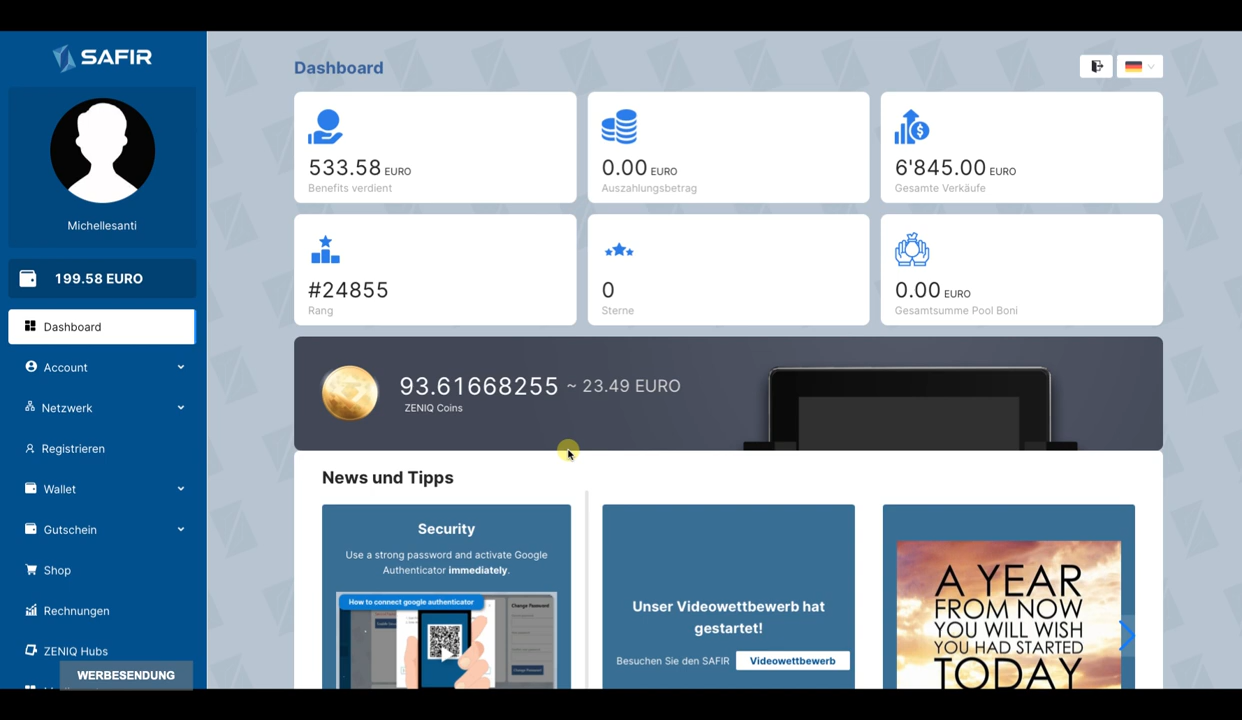 SAFIR
Michellesanti
199.58 EURO
Dashboard
Account
Netzwerk
Registrieren
Wallet
Gutschein
Shop
Rechnungen
ZENIQ Hubs
WERBESENDUNG
Dashboard
533.58 EURO
Benefits verdient
0.00 EURO
Auszahlungsbetrag
6'845.00 EURO
Gesamte Verkäufe
#24855
Rang
0
Sterne
0.00 EURO
Gesamtsumme Pool Boni
93.61668255 ~ 23.49 EURO
ZENIQ Coins
News und Tipps
Security
Use a strong password and activate Google
Authenticator immediately.
How to connect google authenticator
Change Password
Unser Videowettbewerb hat
gestartet!
Besuchen Sie den SAFIR Videowettbewerb
A YEAR
FROM NOW
YOU WILL WISH
YOU HAD STARTED
TODAY